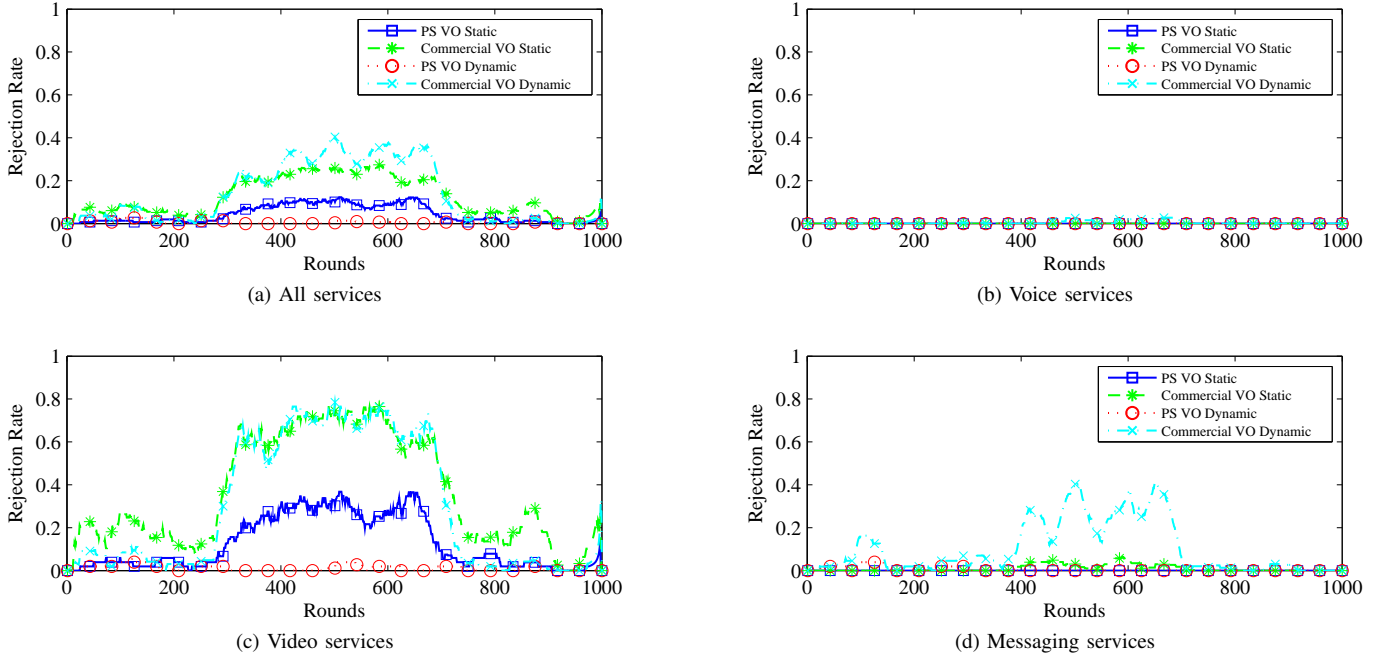 1
0.8
0.6
0.4
0.2
0
Rejection Rate
PS VO Static
Commercial VO Static
PS VO Dynamic
Commercial VO Dynamic
0 200 400 600 800 1000
Rounds
(a) All services
1
0.8
0.6
0.4
0.2
0
Rejection Rate
PS VO Static
Commercial VO Static
PS VO Dynamic
Commercial VO Dynamic
0 200 400 600 800 1000
Rounds
(b) Voice services
1
0.8
0.6
0.4
0.2
0
Rejection Rate
0 200 400 600 800 1000
Rounds
(c) Video services
1
0.8
0.6
0.4
0.2
0
Rejection Rate
PS VO Static
Commercial VO Static
PS VO Dynamic
Commercial VO Dynamic
0 200 400 600 800 1000
Rounds
(d) Messaging services